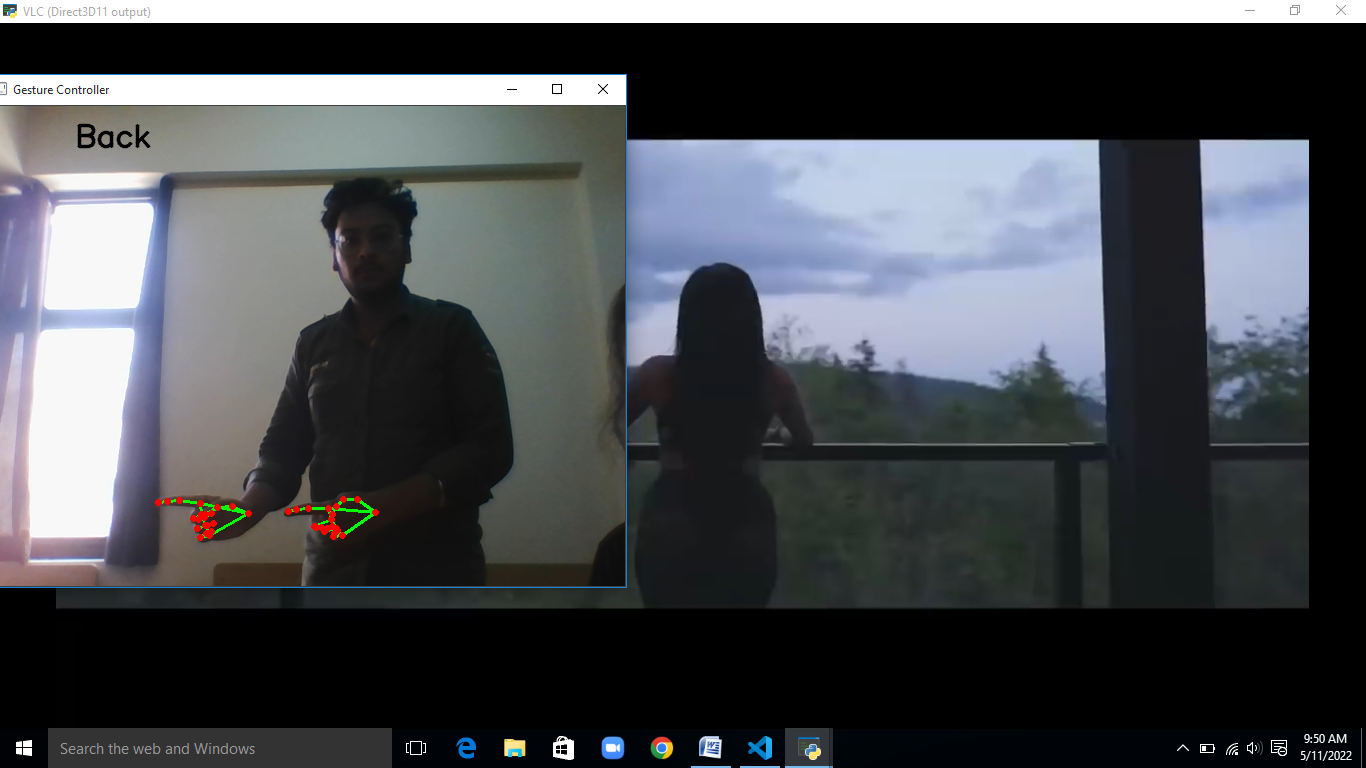 VLC (Direct3D11 output)
Gesture Controller
Back
Search the web and Windows
9:50 AM
5/11/2022